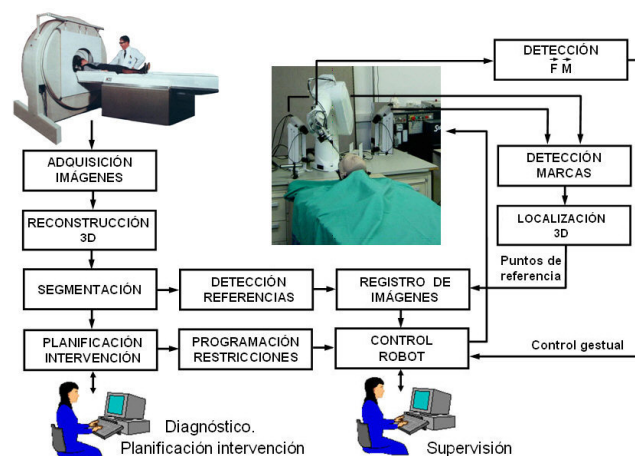 DETECCIÓN
F M
ADQUISICIÓN
IMÁGENES
DETECCIÓN
MARCAS
RECONSTRUCCIÓN
3D
LOCALIZACIÓN
3D
Puntos de
referencia
SEGMENTACIÓN
DETECCIÓN
REFERENCIAS
REGISTRO DE
IMÁGENES
PLANIFICACIÓN
INTERVENCIÓN
PROGRAMACIÓN
RESTRICCIONES
CONTROL
ROBOT
Control gestual
Diagnóstico.
Planificación intervención
Supervisión